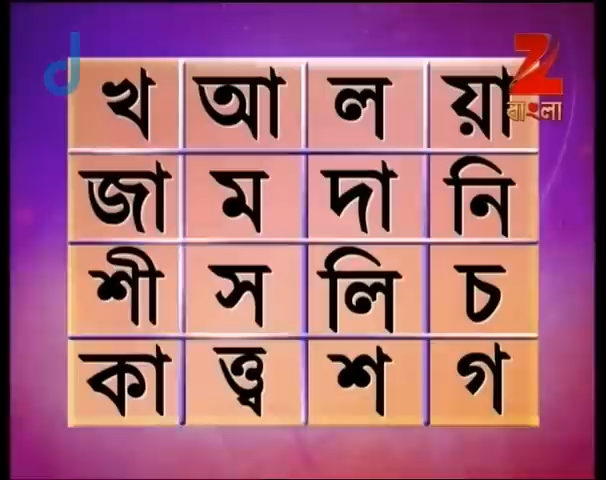 খ আ ল য়া
জা ম দা নি
শী স লি চ
কা ত্ত্ব শ গ
বাংলা